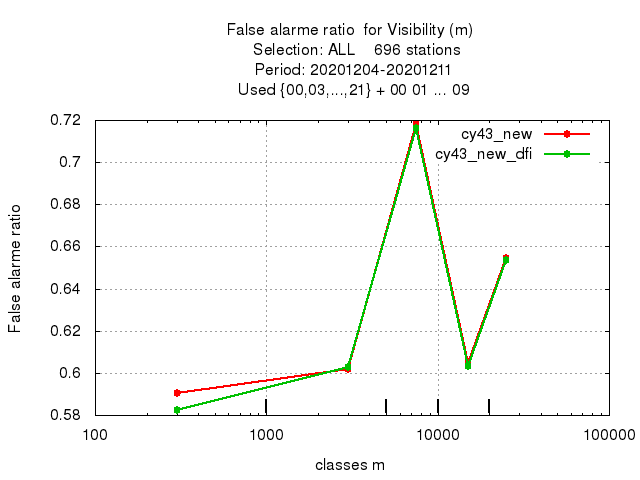 False alarme ratio  for Visibility (m)
Selection: ALL    696 stations
Period: 20201204-20201211
Used {00,03,...,21} + 00 01 ... 09
cy43_new
cy43_new_dfi
False alarme ratio
0.72
0.7
0.68
0.66
0.64
0.62
0.6
0.58
100 1000 10000 100000
classes m